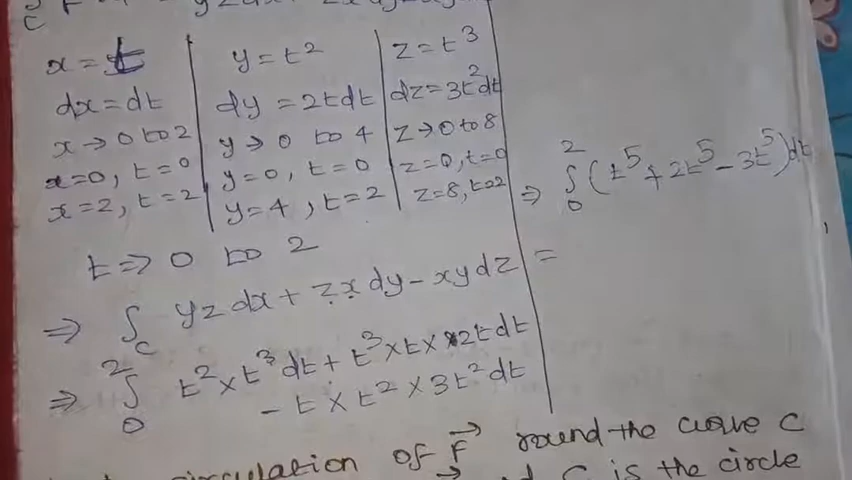 x = t | y = t² | z = t³
dx = dt | dy = 2t dt | dz = 3t² dt
x → 0 to 2 | y → 0 to 4 | z → 0 to 8
x=0, t=0 | y=0, t=0 | z=0, t=0
x=2, t=2 | y=4, t=2 | z=8, t=2
t ⇒ 0 to 2
⇒ ∫_C yz dx + zx dy - xy dz =
⇒ ∫₀² t² × t³ dt + t³ × t × 2t dt
- t × t² × 3t² dt
⇒ ∫₀² (t⁵ + 2t⁵ - 3t⁵) dt
circulation of F⃗ round the curve C
C is the circle